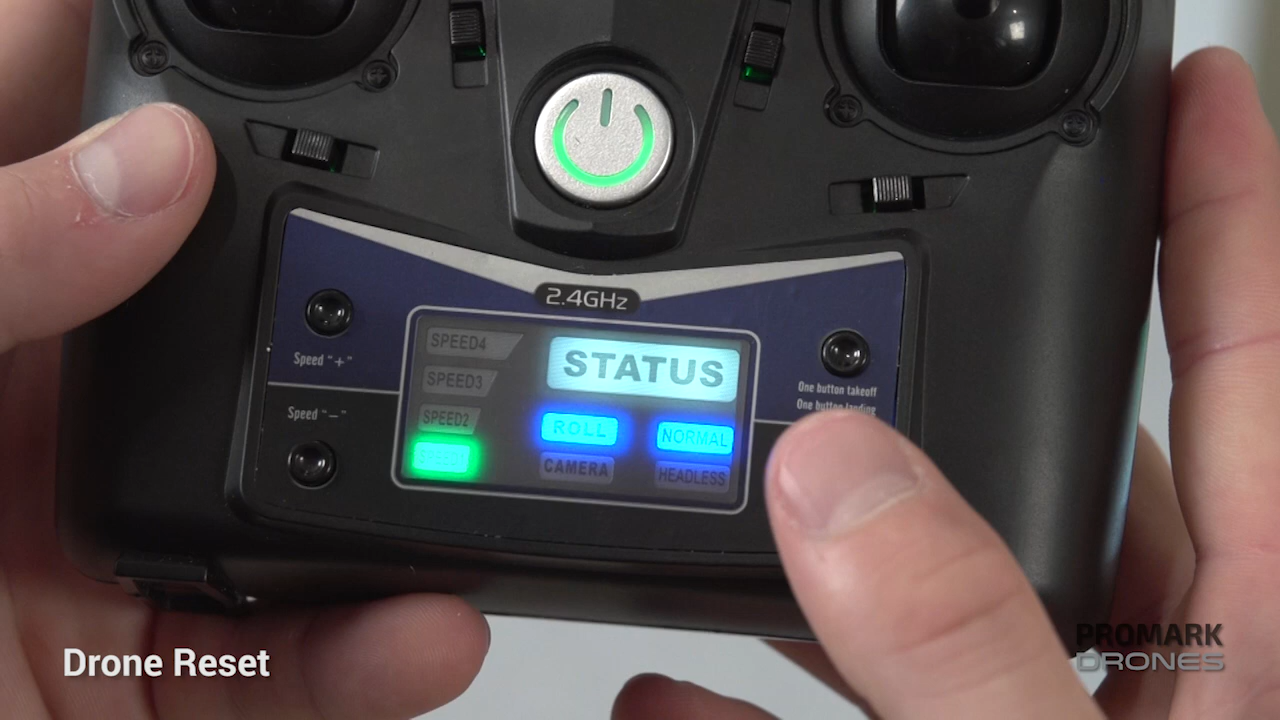 2.4GHz
Speed "+"
Speed "−"
SPEED4
SPEED3
SPEED2
SPEED1
STATUS
ROLL
NORMAL
CAMERA
HEADLESS
One button takeoff
One button landing
Drone Reset
PROMARK
DRONES